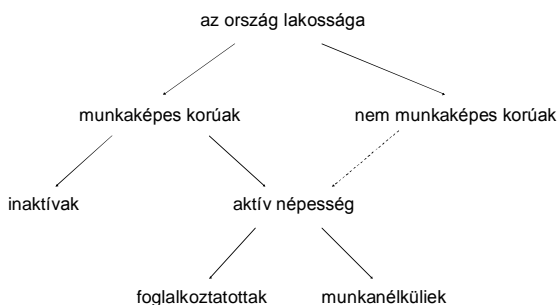 az ország lakossága
munkaképes korúak nem munkaképes korúak
inaktívak aktív népesség
foglalkoztatottak munkanélküliek